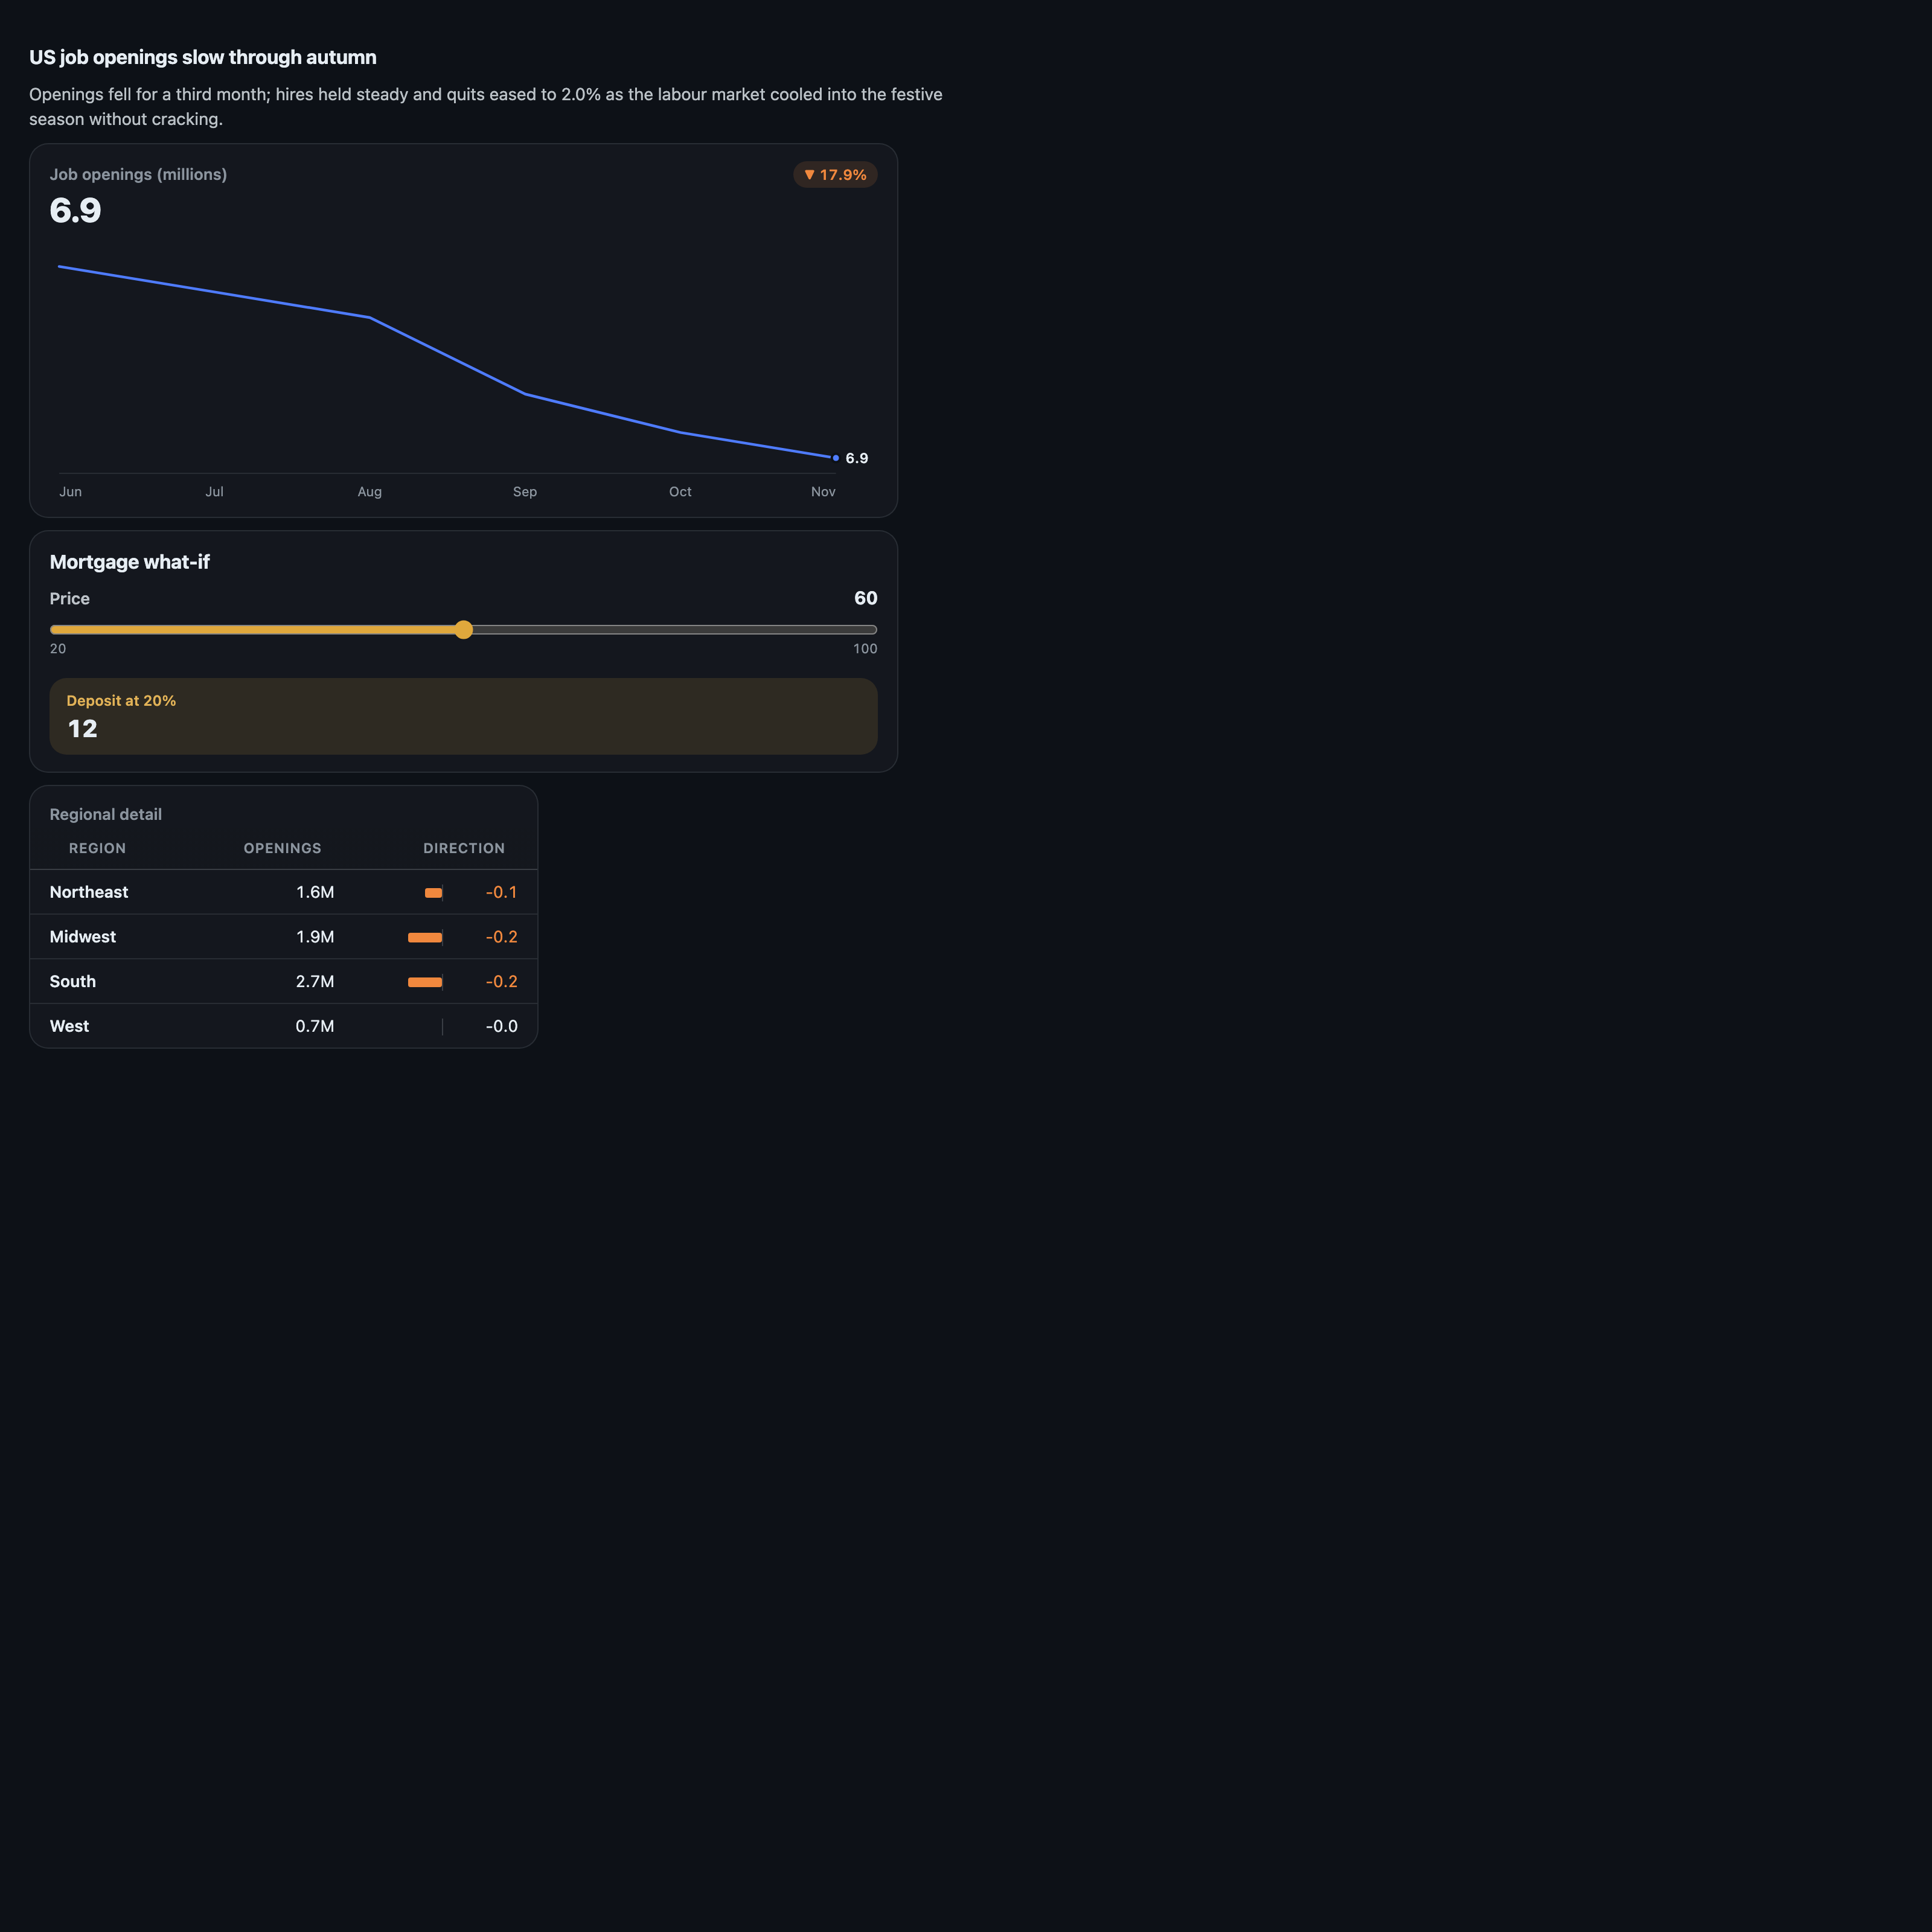 US job openings slow through autumn
Openings fell for a third month; hires held steady and quits eased to 2.0% as the labour market cooled into the festive
season without cracking.
Job openings (millions)
▼ 17.9%
6.9
6.9
Jun Jul Aug Sep Oct Nov
Mortgage what-if
Price 60
20 100
Deposit at 20%
12
Regional detail
REGION OPENINGS DIRECTION
Northeast 1.6M -0.1
Midwest 1.9M -0.2
South 2.7M -0.2
West 0.7M -0.0